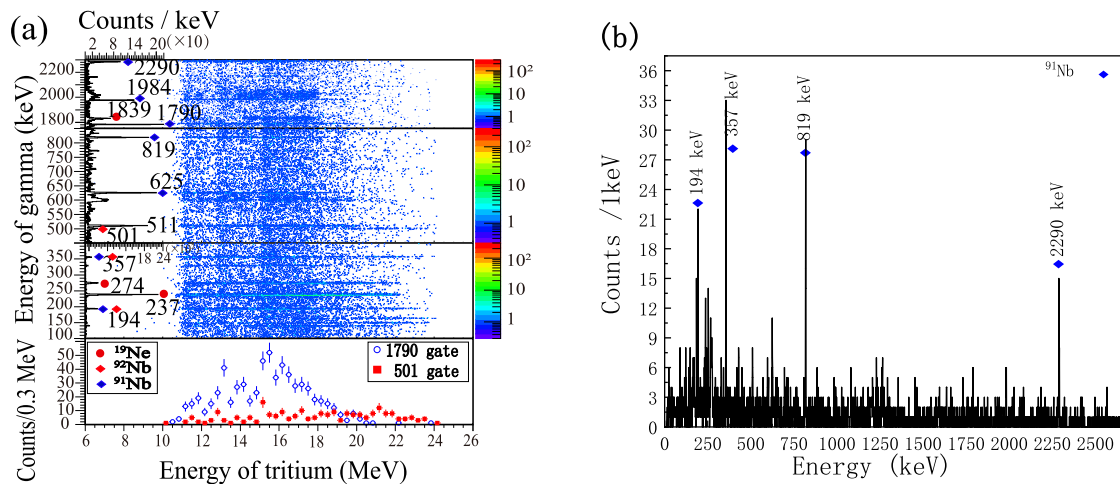 (a)
Counts / keV
2 8 14 20 (×10)
Energy of gamma (keV)
2200
2000
1800
2290
1984
1839
1790
10²
10
1
800
750
700
650
600
550
500
819
625
511
501
10²
10
1
350
300
250
200
150
100
18 24
357
274
237
194
10²
10
1
Counts/0.3 MeV
50
40
30
20
10
0
¹⁹Ne
⁹²Nb
⁹¹Nb
1790 gate
501 gate
6 8 10 12 14 16 18 20 22 24 26
Energy of tritium (MeV)
(b)
Counts /1keV
36
33
30
27
24
21
18
15
12
9
6
3
0
194 keV
357 keV
819 keV
2290 keV
⁹¹Nb
0 250 500 750 1000 1250 1500 1750 2000 2250 2500
Energy (keV)